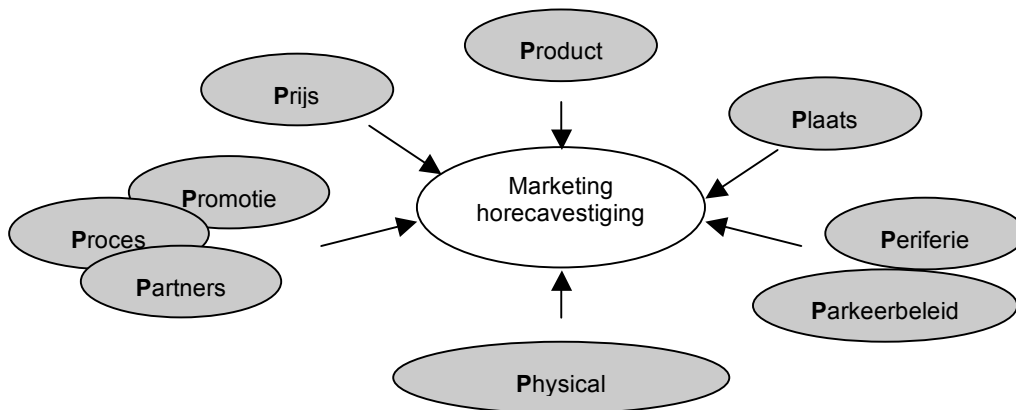 Product
Prijs
Plaats
Marketing
horecavestiging
Promotie
Proces
Partners
Periferie
Parkeerbeleid
Physical